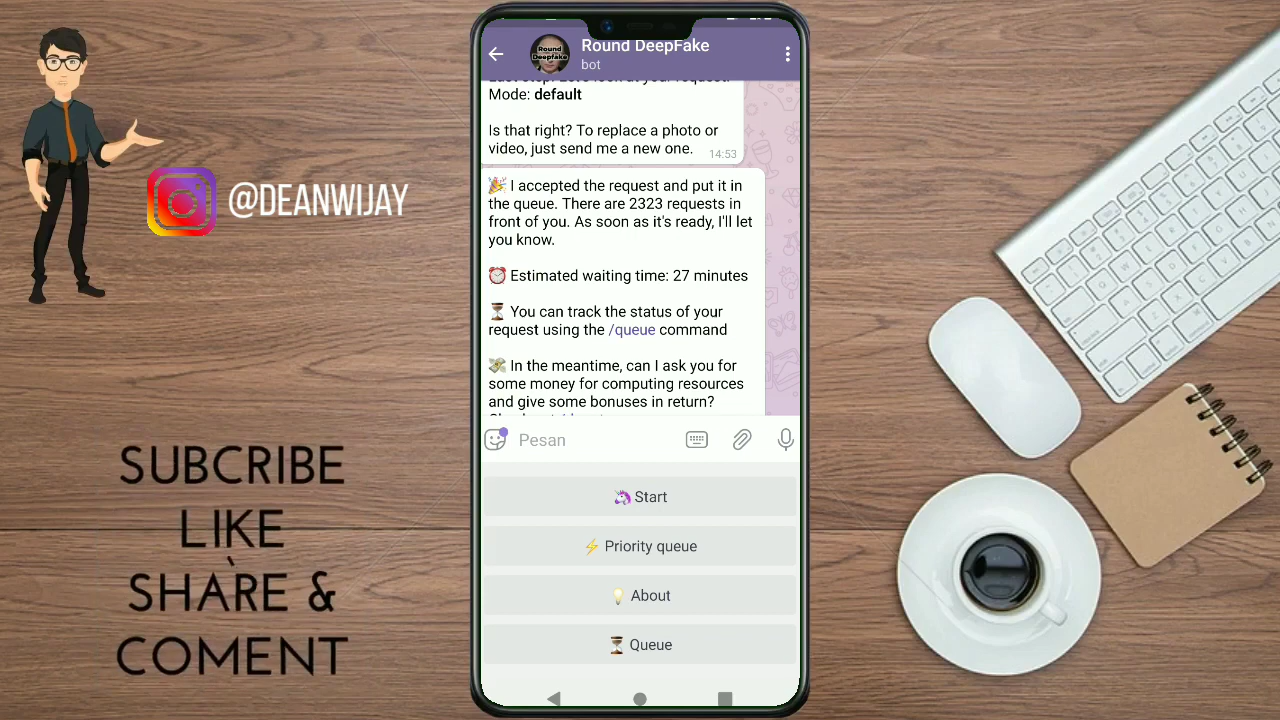 Round DeepFake
bot
Round
Deepfake
Mode: default
Is that right? To replace a photo or
video, just send me a new one.
14:53
🎉 I accepted the request and put it in
the queue. There are 2323 requests in
front of you. As soon as it's ready, I'll let
you know.
⏰ Estimated waiting time: 27 minutes
⏳ You can track the status of your
request using the /queue command
💸 In the meantime, can I ask you for
some money for computing resources
and give some bonuses in return?
Pesan
🦄 Start
⚡ Priority queue
💡 About
⏳ Queue
@DEANWIJAY
SUBCRIBE
LIKE
SHARE &
COMENT